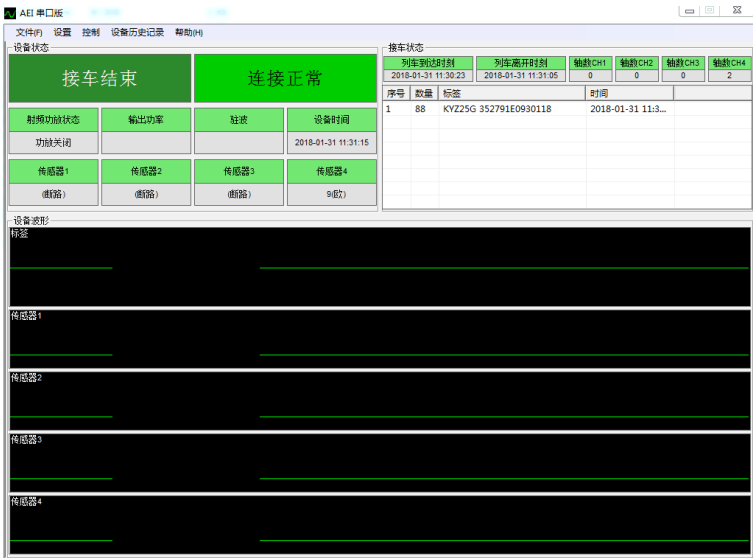 AEI 串口版
文件(F) 设置 控制 设备历史记录 帮助(H)
设备状态
接车结束 连接正常
射频功放状态 输出功率 驻波 设备时间
功放关闭 2018-01-31 11:31:15
传感器1 传感器2 传感器3 传感器4
(断路) (断路) (断路) 9(欧)
接车状态
列车到达时刻 列车离开时刻 轴数CH1 轴数CH2 轴数CH3 轴数CH4
2018-01-31 11:30:23 2018-01-31 11:31:05 0 0 0 2
序号 数量 标签 时间
1 88 KYZ25G 352791E0930118 2018-01-31 11:3...
设备波形
标签
传感器1
传感器2
传感器3
传感器4